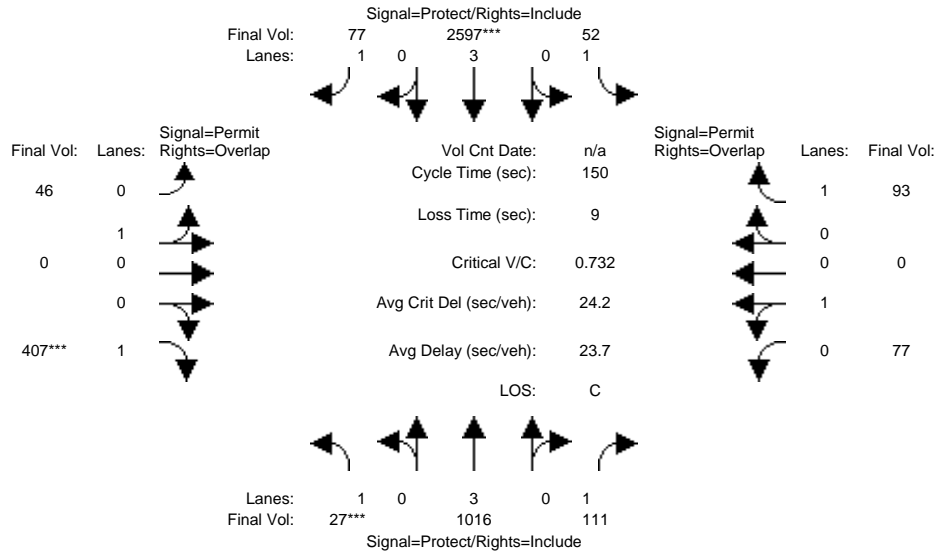 Signal=Protect/Rights=Include
Final Vol: 77 2597*** 52
Lanes: 1 0 3 0 1
Signal=Permit Signal=Permit
Final Vol: Lanes: Rights=Overlap Vol Cnt Date: n/a Rights=Overlap Lanes: Final Vol:
Cycle Time (sec): 150
46 0 1 93
Loss Time (sec): 9
1 0
0 0 Critical V/C: 0.732 0 0
0 Avg Crit Del (sec/veh): 24.2 1
407*** 1 Avg Delay (sec/veh): 23.7 0 77
LOS: C
Lanes: 1 0 3 0 1
Final Vol: 27*** 1016 111
Signal=Protect/Rights=Include